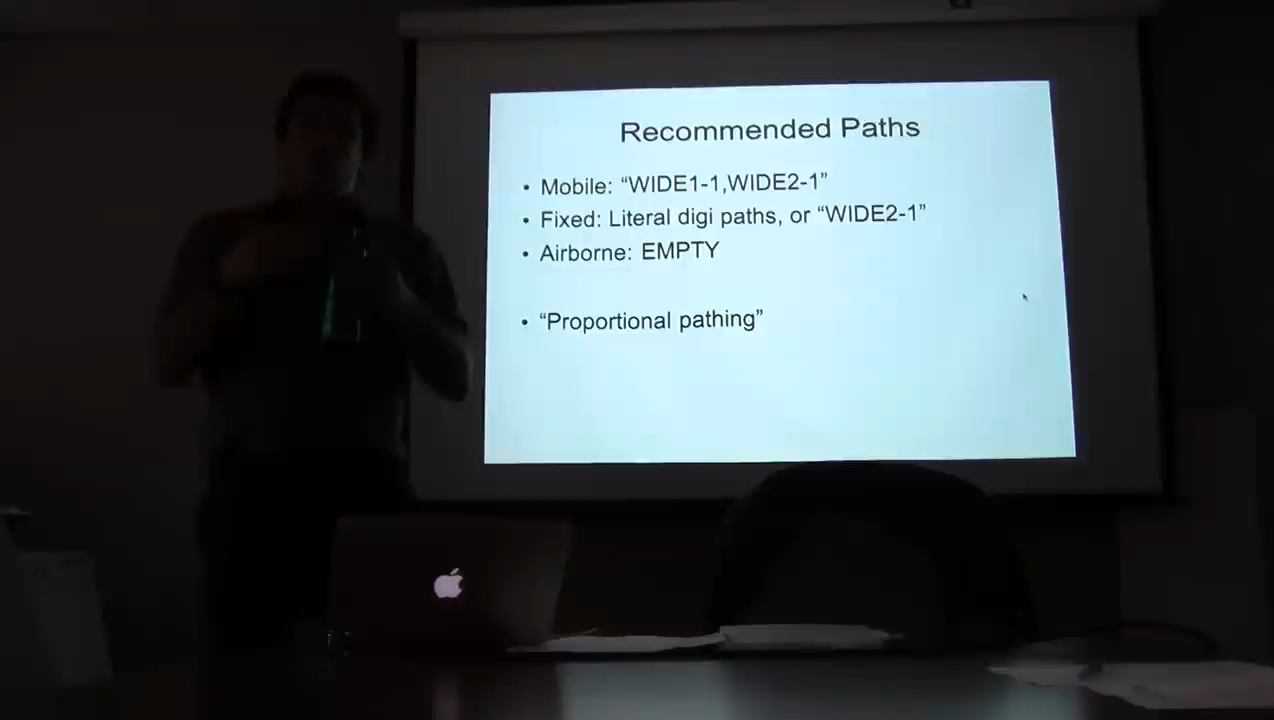 Recommended Paths
• Mobile: “WIDE1-1,WIDE2-1”
• Fixed: Literal digi paths, or “WIDE2-1”
• Airborne: EMPTY
• “Proportional pathing”